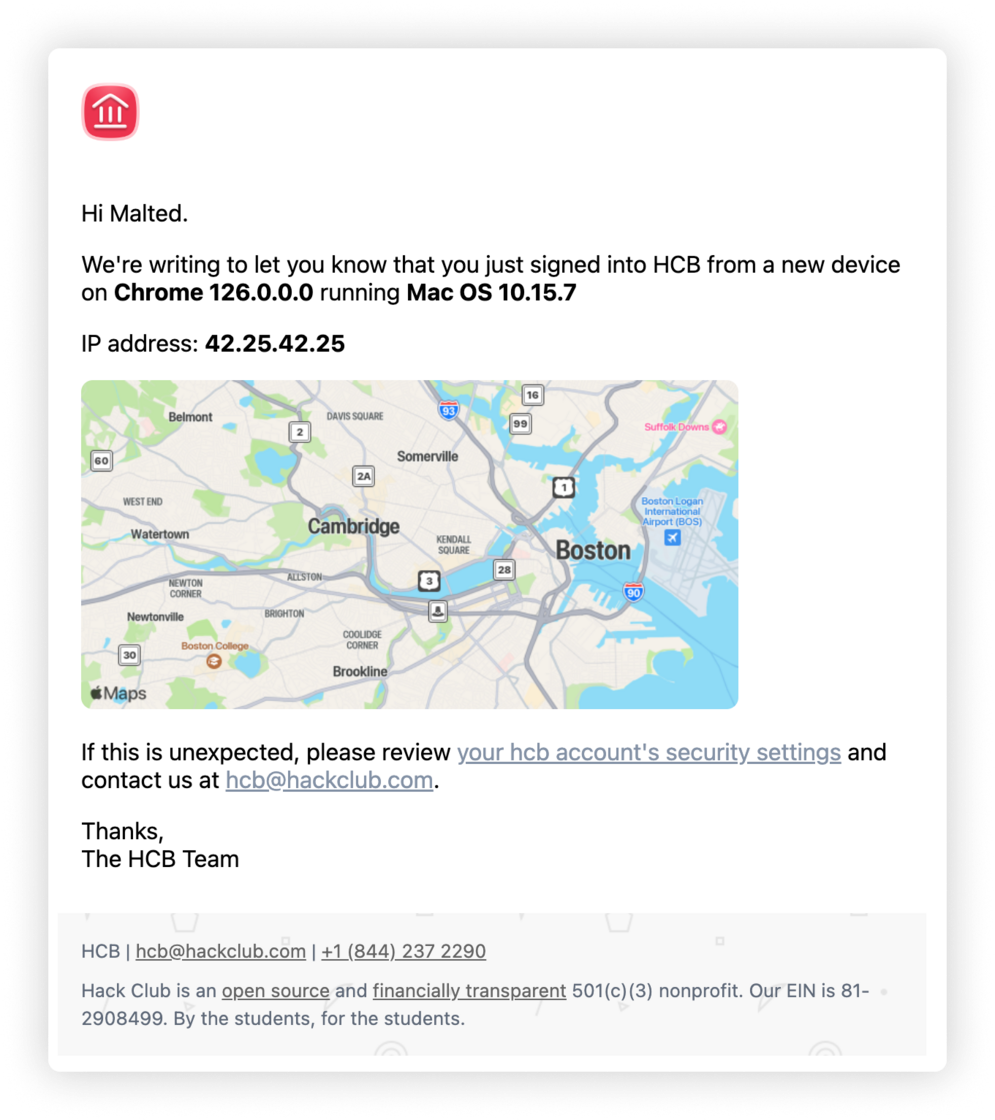 Hi Malted.
We're writing to let you know that you just signed into HCB from a new device
on Chrome 126.0.0.0 running Mac OS 10.15.7
IP address: 42.25.42.25
16
93
Belmont
DAVIS SQUARE
99
2
Suffolk Downs
Somerville
60
2A
1
WEST END
Boston Logan
International
Airport (BOS)
Cambridge
Watertown
KENDALL
SQUARE
Boston
28
ALLSTON
3
NEWTON
CORNER
90
Newtonville
BRIGHTON
COOLIDGE
CORNER
Boston College
30
Brookline
Maps
If this is unexpected, please review your hcb account's security settings and
contact us at hcb@hackclub.com.
Thanks,
The HCB Team
HCB | hcb@hackclub.com | +1 (844) 237 2290
Hack Club is an open source and financially transparent 501(c)(3) nonprofit. Our EIN is 81-
2908499. By the students, for the students.